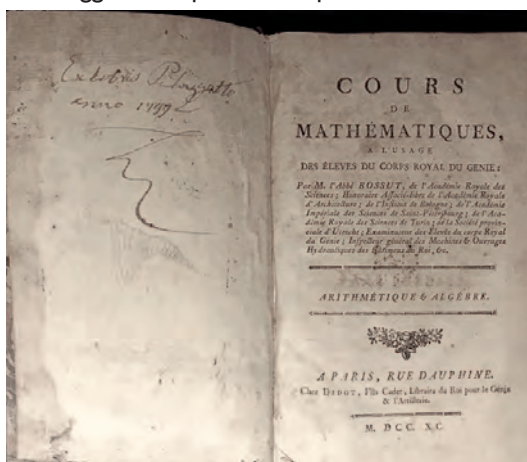 Ex libris
anno 1799
COURS
DE
MATHÉMATIQUES,
A L'USAGE
DES ÉLEVES DU CORPS ROYAL DU GENIE:
Par M. l'Abbé BOSSUT, de l'Académie Royale des
Sciences; Honoraire Associé-libre de l'Académie Royale
d'Architecture; de l'Institut de Bologne; de l'Académie
Impériale des Sciences de Saint-Pétersbourg; de l'Aca-
démie Royale des Sciences de Turin; de la Société provin-
ciale d'Utrecht; Examinateur des Élèves du corps Royal
du Génie; Inspecteur général des Machines & Ouvrages
Hydrauliques des Bâtimens du Roi, &c.
ARITHMÉTIQUE & ALGÉBRE.
A PARIS, RUE DAUPHINE.
Chez DIDOT, Fils Cadet, Libraire du Roi pour le Génie
& l'Artillerie.
M. DCC. XC.